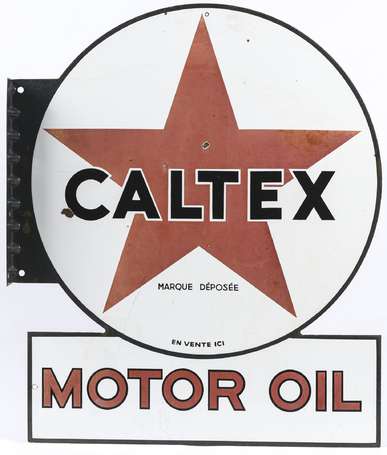 CALTEX
MARQUE DÉPOSÉE
EN VENTE ICI
MOTOR OIL